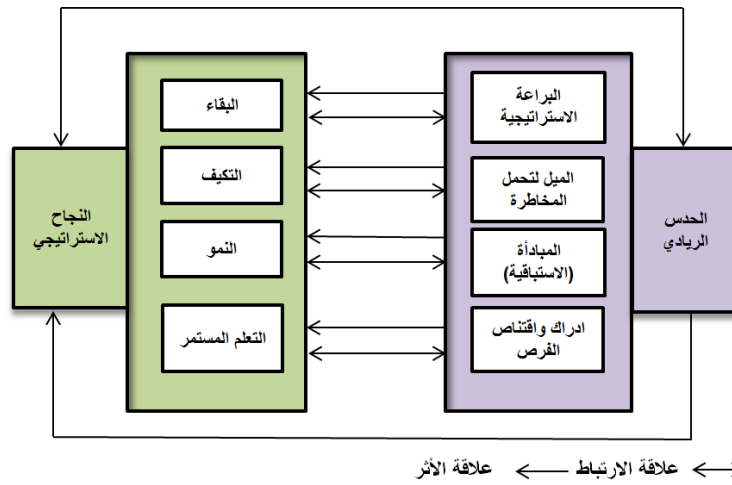 الحدس
الريادي
البراعة
الاستراتيجية
الميل لتحمل
المخاطرة
المبادأة
(الاستباقية)
ادراك واقتناص
الفرص
البقاء
التكيف
النمو
التعلم المستمر
النجاح
الاستراتيجي
علاقة الارتباط
علاقة الأثر